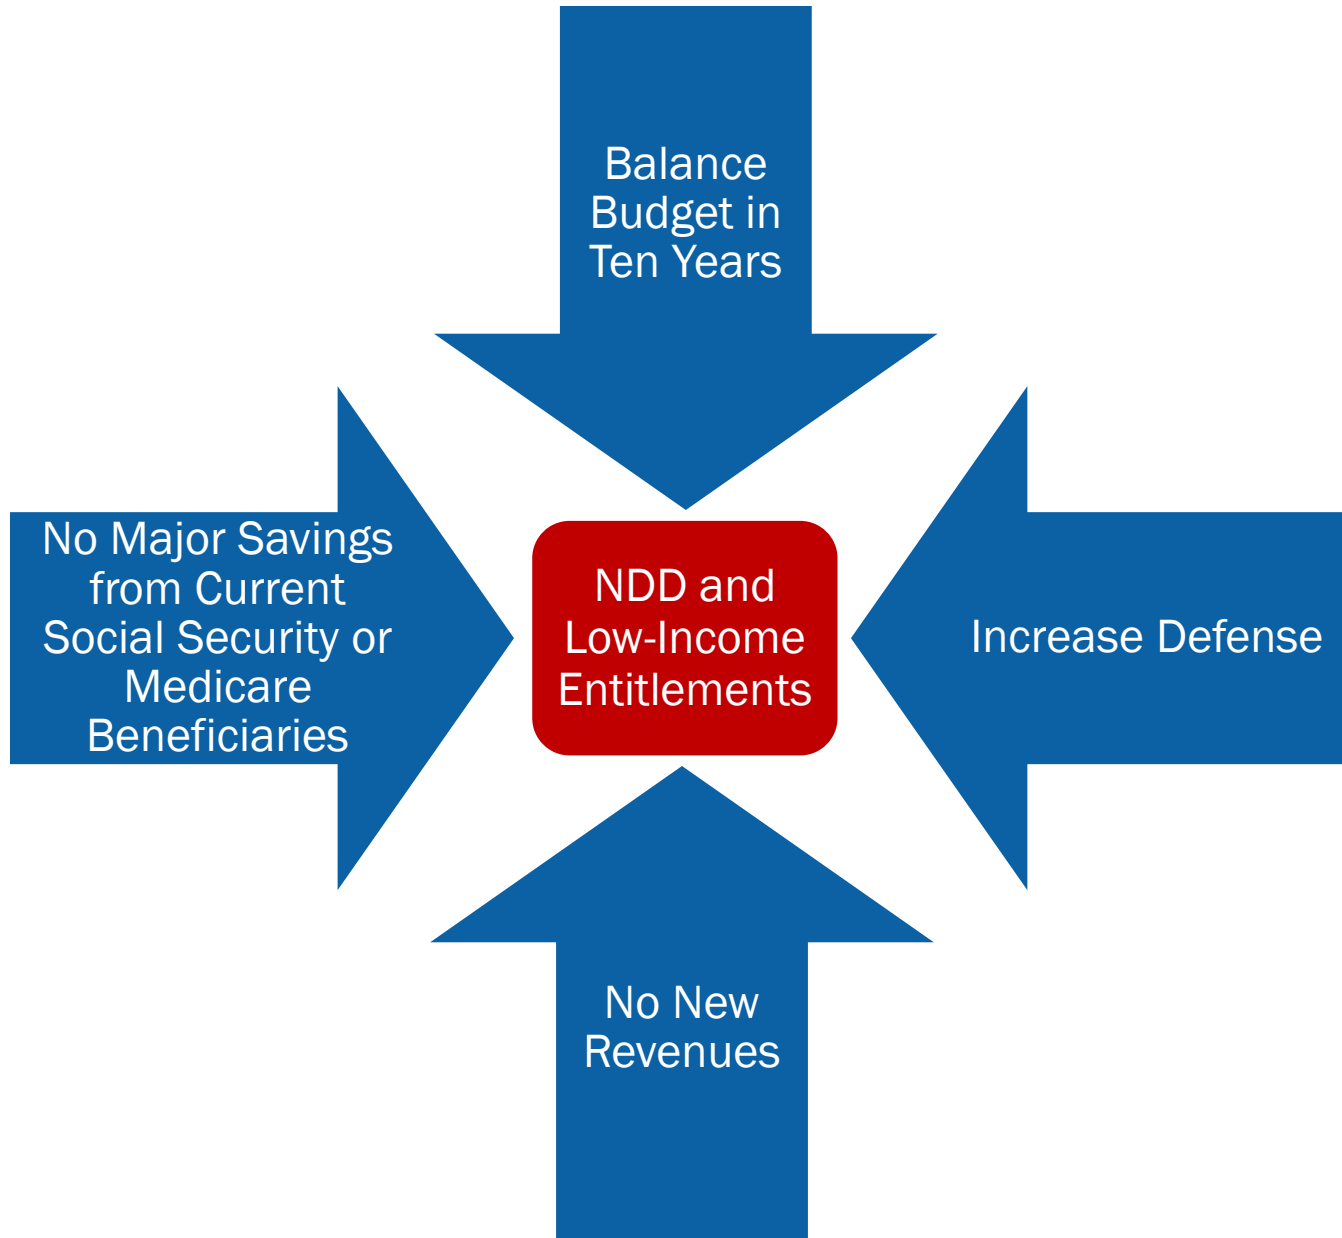 Balance
Budget in
Ten Years
No Major Savings
from Current
Social Security or
Medicare
Beneficiaries
NDD and
Low-Income
Entitlements
Increase Defense
No New
Revenues